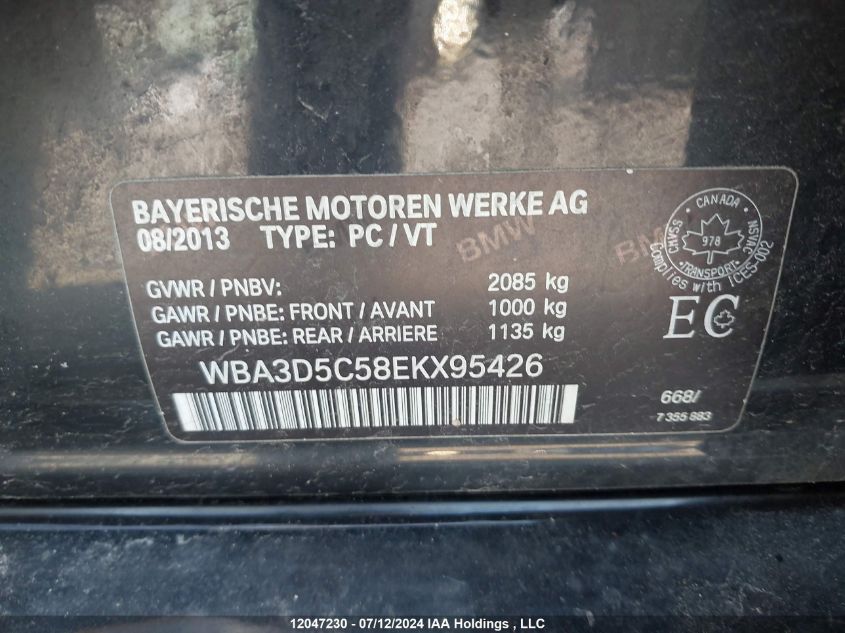 BAYERISCHE MOTOREN WERKE AG
08/2013 TYPE: PC / VT
BMW
BMW
CANADA
CMVSS
NSVAC
978
TRANSPORT
Complies with ICES-002
GVWR / PNBV: 2085 kg
GAWR / PNBE: FRONT / AVANT 1000 kg
GAWR / PNBE: REAR / ARRIERE 1135 kg
EC
WBA3D5C58EKX95426
668/
7 355 883
12047230 - 07/12/2024 IAA Holdings , LLC